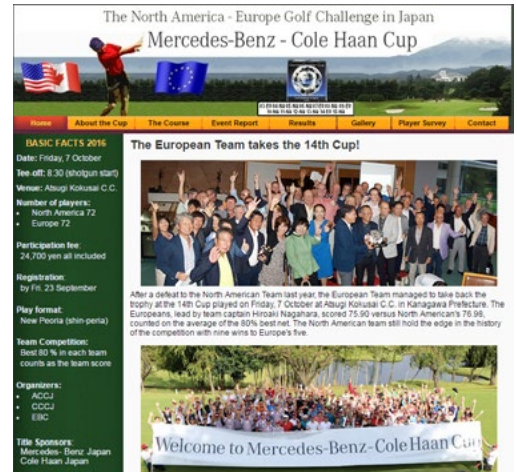 The North America - Europe Golf Challenge in Japan
Mercedes-Benz - Cole Haan Cup
Home About the Cup The Course Event Report Results Gallery Player Survey Contact
BASIC FACTS 2016
Date: Friday, 7 October
Tee-off: 8:30 (shotgun start)
Venue: Atsugi Kokusai C.C.
Number of players:
North America 72
Europe 72
Participation fee:
24,700 yen all included
Registration:
by Fri. 23 September
Play format:
New Peoria (shin-peria)
Team Competition:
Best 80 % in each team
counts as the team score
Organizers:
ACCJ
CCCJ
EBC
Title Sponsors:
Mercedes- Benz Japan
Cole Haan Japan
The European Team takes the 14th Cup!
After a defeat to the North American Team last year, the European Team managed to take back the
trophy at the 14th Cup played on Friday, 7 October at Atsugi Kokusai C.C. in Kanagawa Prefecture. The
Europeans, lead by team captain Hiroaki Nagahara, scored 75.90 versus North American's 76.98,
counted on the average of the 80% best net. The North American team still hold the edge in the history
of the competition with nine wins to Europe's five.
Welcome to Mercedes-Benz-Cole Haan Cup